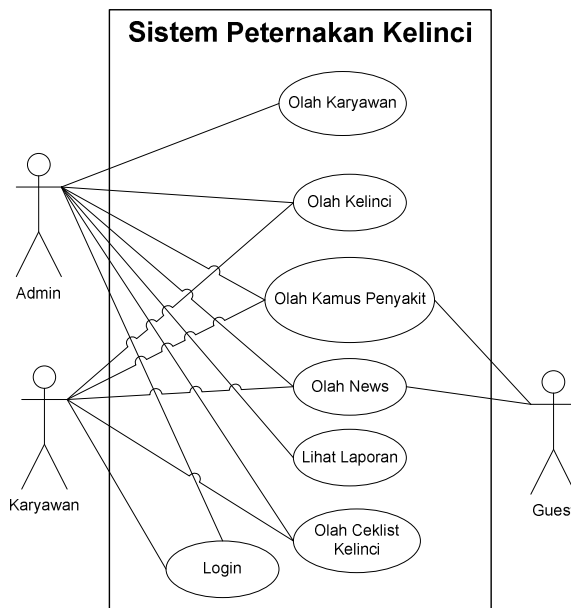 Sistem Peternakan Kelinci
Olah Karyawan
Olah Kelinci
Admin
Olah Kamus Penyakit
Olah News
Karyawan
Guest
Lihat Laporan
Olah Ceklist
Kelinci
Login